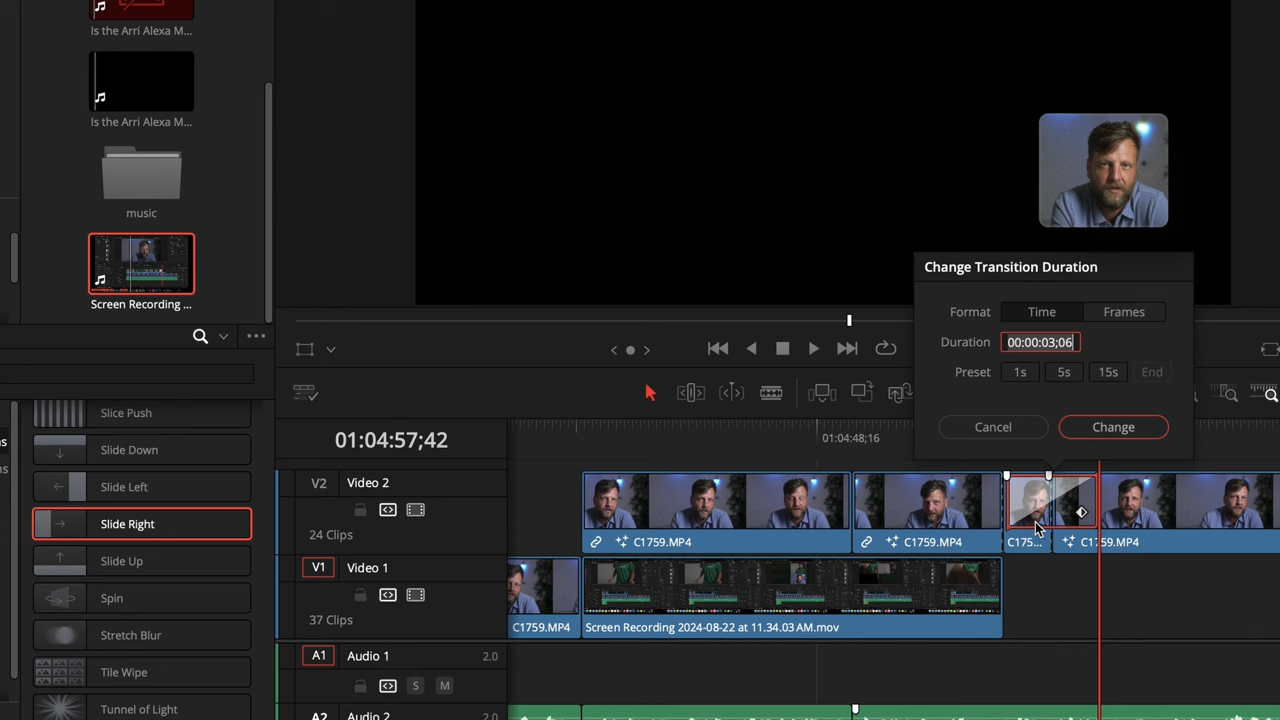 Is the Arri Alexa M...
Is the Arri Alexa M...
music
Screen Recording ...
Slice Push
Slide Down
Slide Left
Slide Right
Slide Up
Spin
Stretch Blur
Tile Wipe
Tunnel of Light
Change Transition Duration
Format Time Frames
Duration 00:00:03;06
Preset 1s 5s 15s End
Cancel Change
01:04:57;42
01:04:48;16
V2 Video 2
24 Clips
C1759.MP4
C1759.MP4
C175...
C1759.MP4
V1 Video 1
37 Clips
C1759.MP4
Screen Recording 2024-08-22 at 11.34.03 AM.mov
A1 Audio 1 2.0
S M
A2 Audio 2 2.0